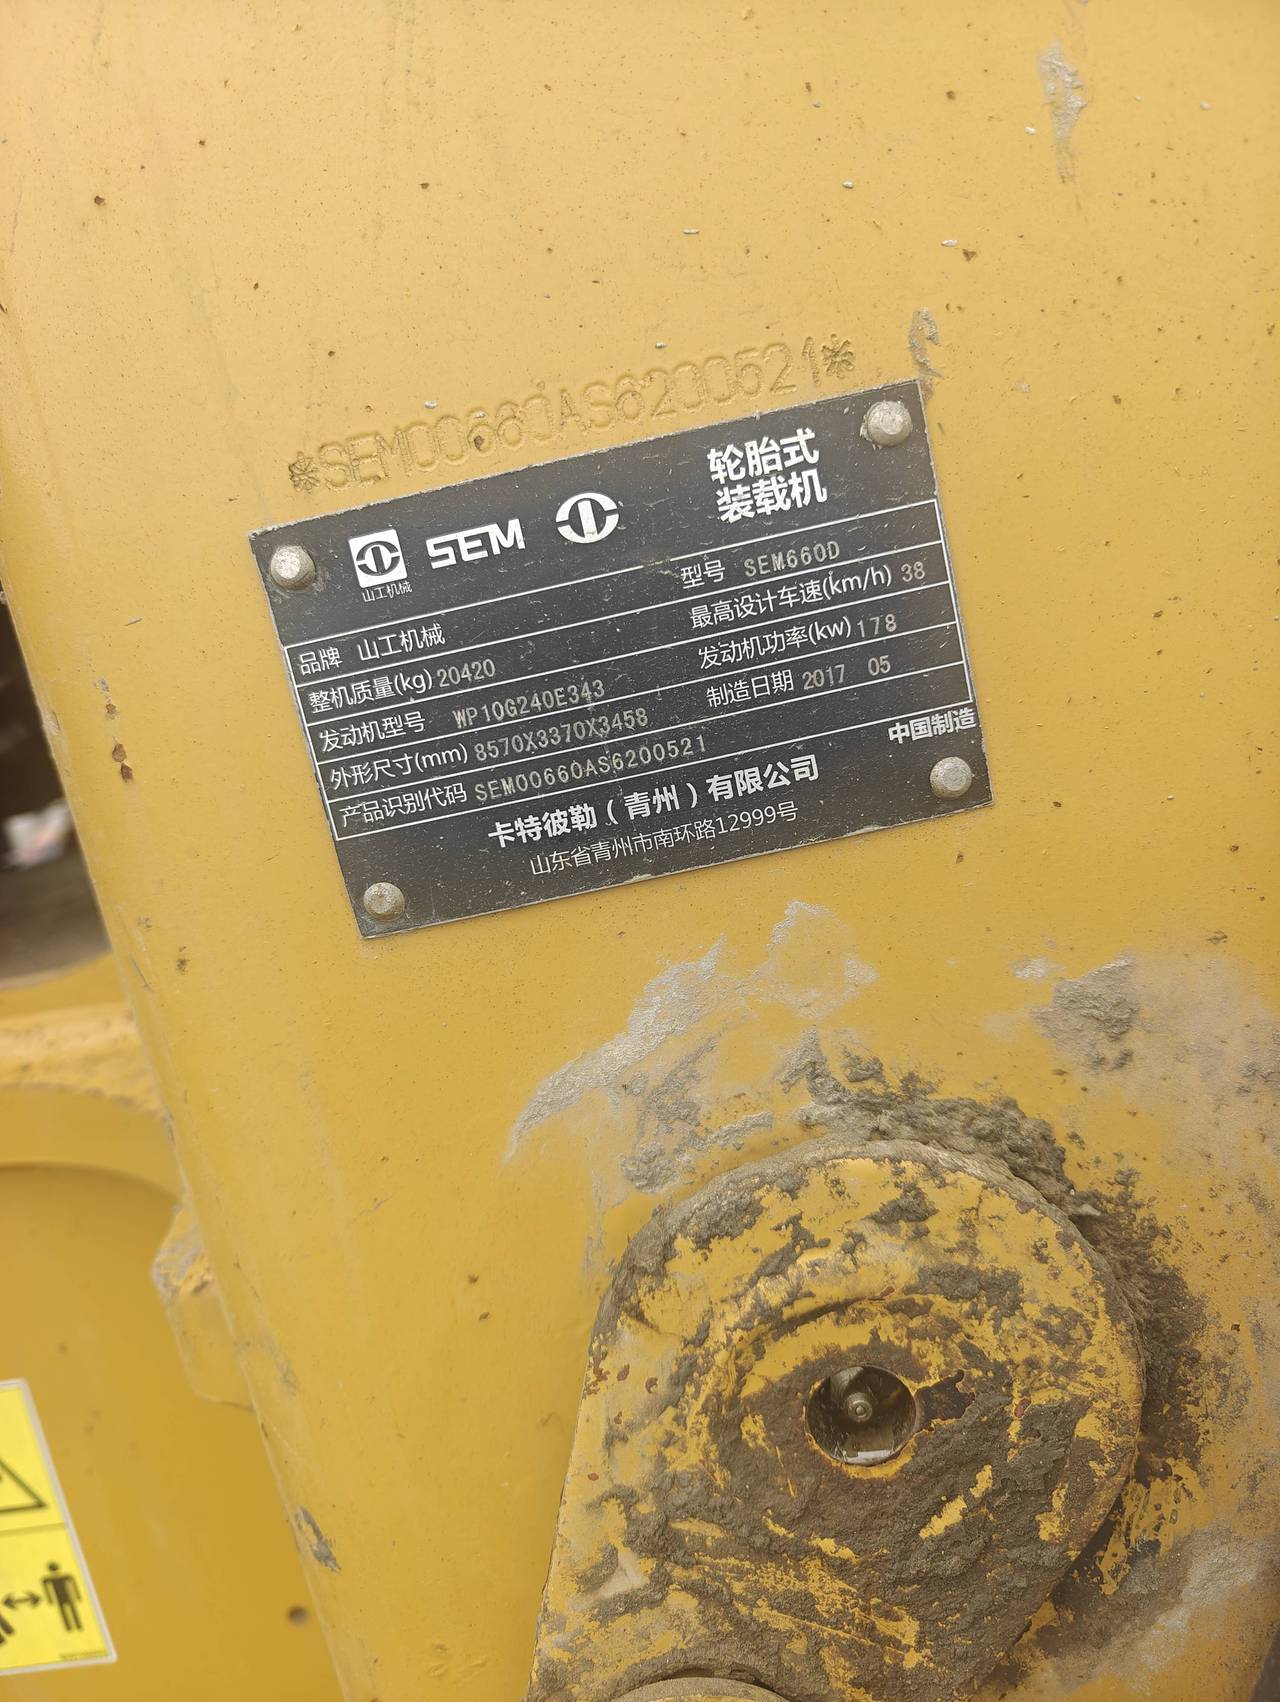 *SEM00660AS6200521*
山工机械
SEM
轮胎式
装载机
品牌 山工机械 型号 SEM660D
整机质量(kg) 20420 最高设计车速(km/h) 38
发动机型号 WP10G240E343 发动机功率(kw) 178
外形尺寸(mm) 8570X3370X3458 制造日期 2017 05
产品识别代码 SEM00660AS6200521
中国制造
卡特彼勒（青州）有限公司
山东省青州市南环路12999号